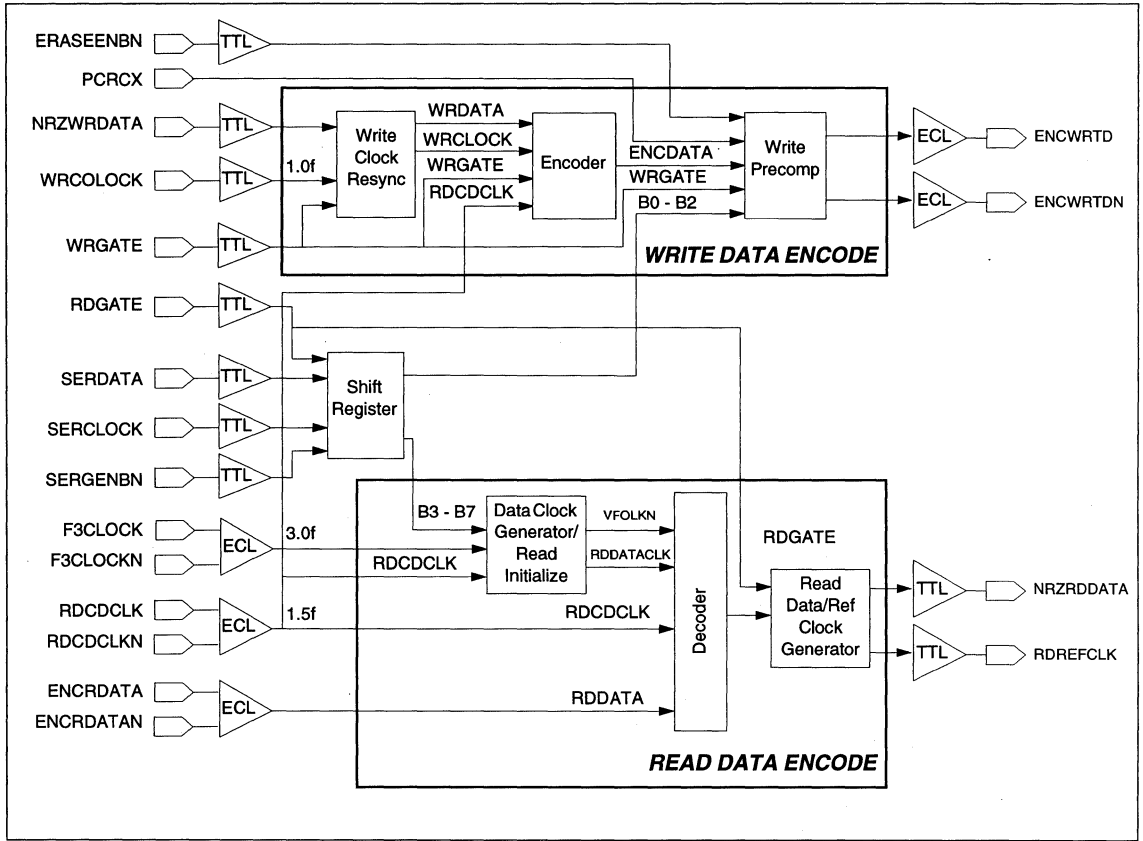 ERASEENBN
TTL
PCRCX
NRZWRDATA
TTL
WRCOLOCK
TTL
1.0f
WRGATE
TTL
Write
Clock
Resync
WRDATA
WRCLOCK
WRGATE
RDCDCLK
Encoder
ENCDATA
WRGATE
B0 - B2
Write
Precomp
ECL
ENCWRTD
ECL
ENCWRTDN
WRITE DATA ENCODE
RDGATE
TTL
SERDATA
TTL
SERCLOCK
TTL
SERGENBN
TTL
Shift
Register
F3CLOCK
F3CLOCKN
ECL
3.0f
RDCDCLK
RDCDCLKN
ECL
1.5f
ENCRDATA
ENCRDATAN
ECL
B3 - B7
RDCDCLK
Data Clock
Generator/
Read
Initialize
VFOLKN
RDDATACLK
RDCDCLK
RDDATA
Decoder
RDGATE
Read
Data/Ref
Clock
Generator
TTL
NRZRDDATA
TTL
RDREFCLK
READ DATA ENCODE